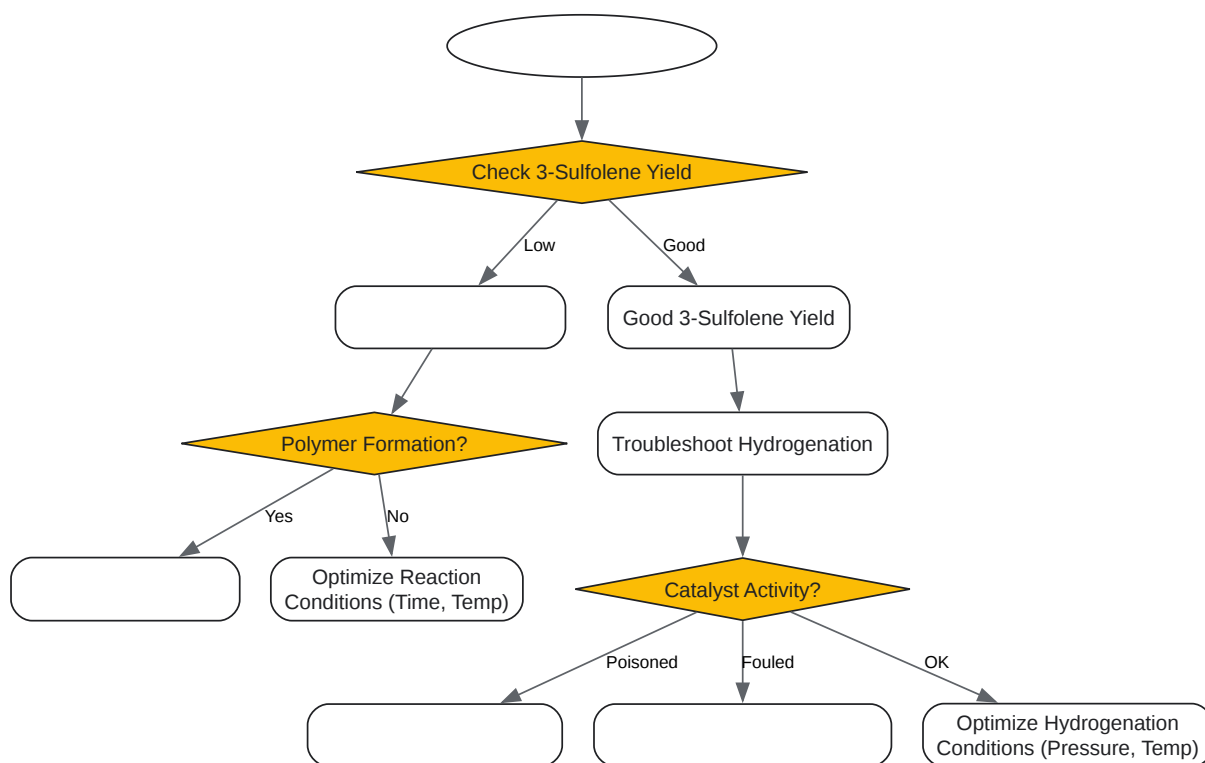 Check 3-Sulfolene Yield
Low
Good
Good 3-Sulfolene Yield
Polymer Formation?
Troubleshoot Hydrogenation
Yes
No
Optimize Reaction
Conditions (Time, Temp)
Catalyst Activity?
Poisoned
Fouled
OK
Optimize Hydrogenation
Conditions (Pressure, Temp)